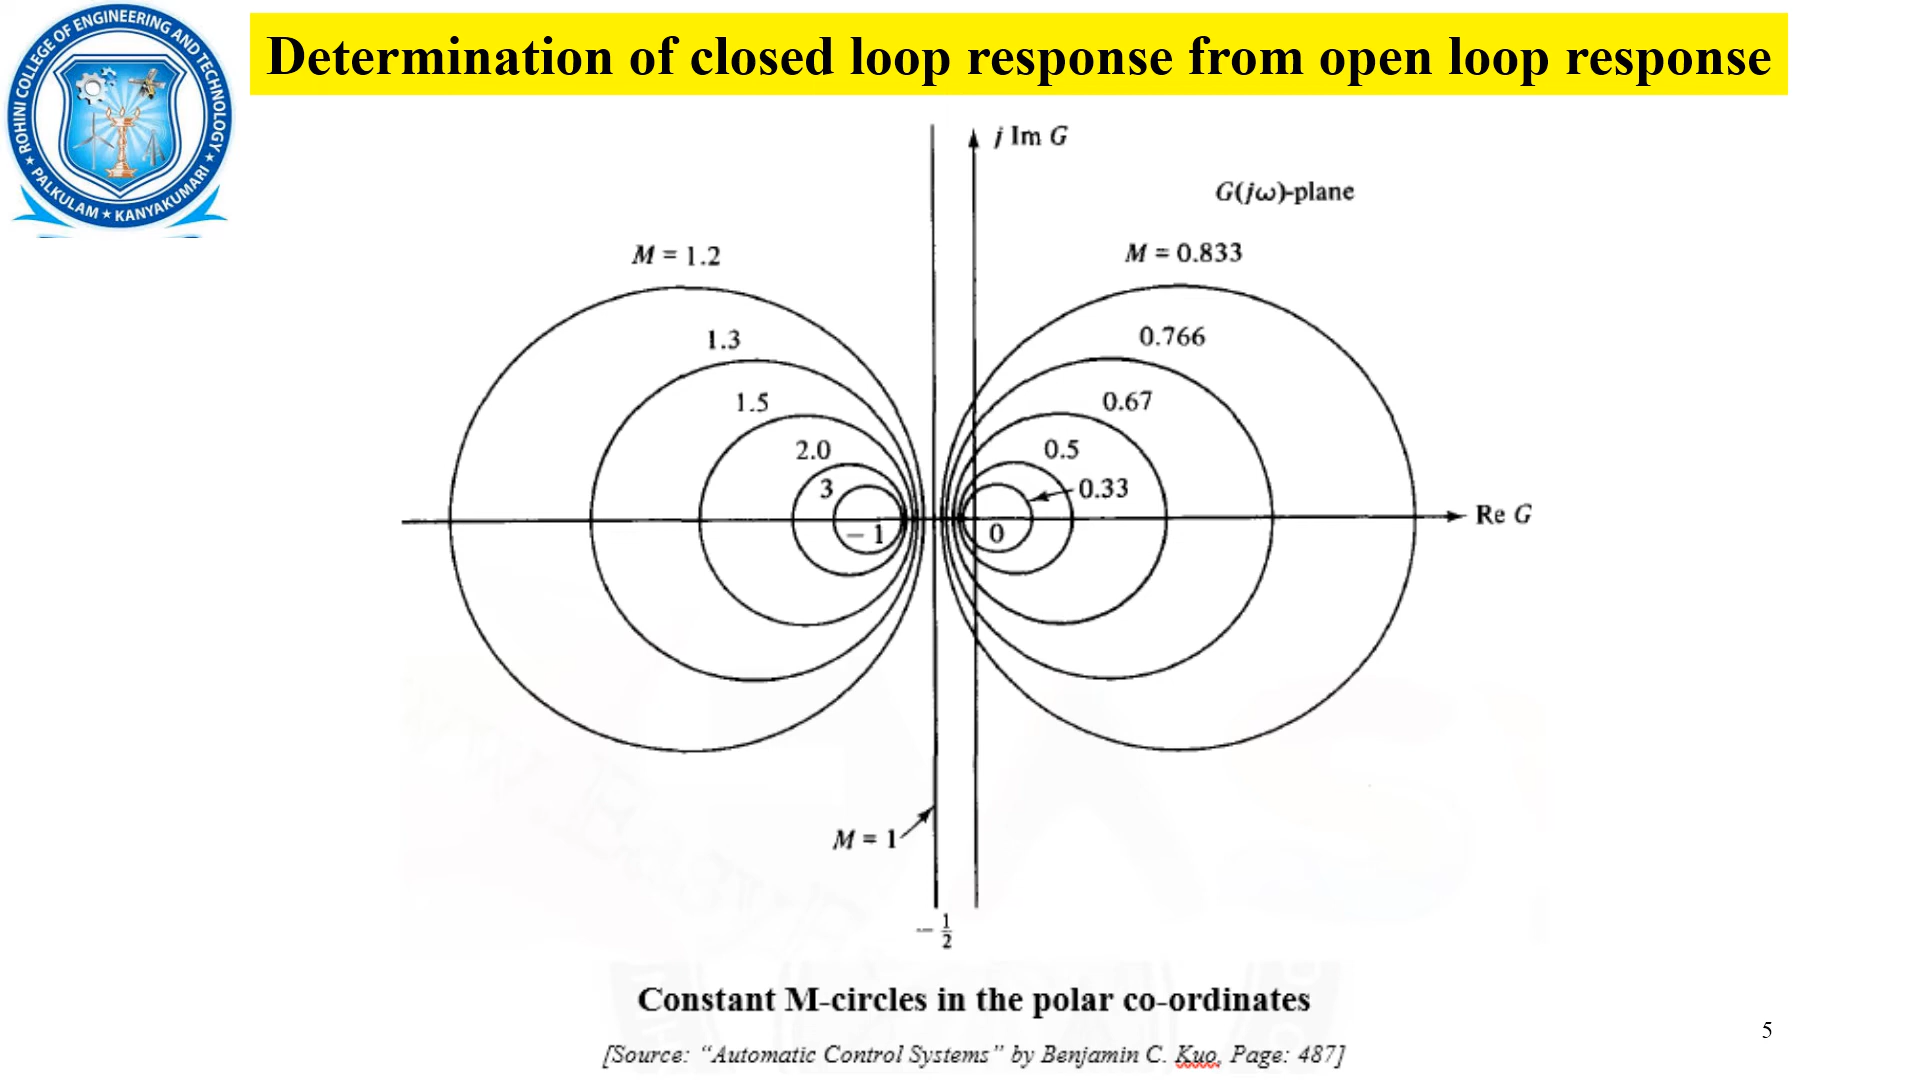 ROHINI COLLEGE OF ENGINEERING AND TECHNOLOGY
★ PALKULAM ★ KANYAKUMARI ★
Determination of closed loop response from open loop response
j Im G
G(jω)-plane
M = 1.2
M = 0.833
1.3
0.766
1.5
0.67
2.0
0.5
3
0.33
Re G
− 1
0
M = 1
− 1/2
Constant M-circles in the polar co-ordinates
5
[Source: “Automatic Control Systems” by Benjamin C. Kuo, Page: 487]